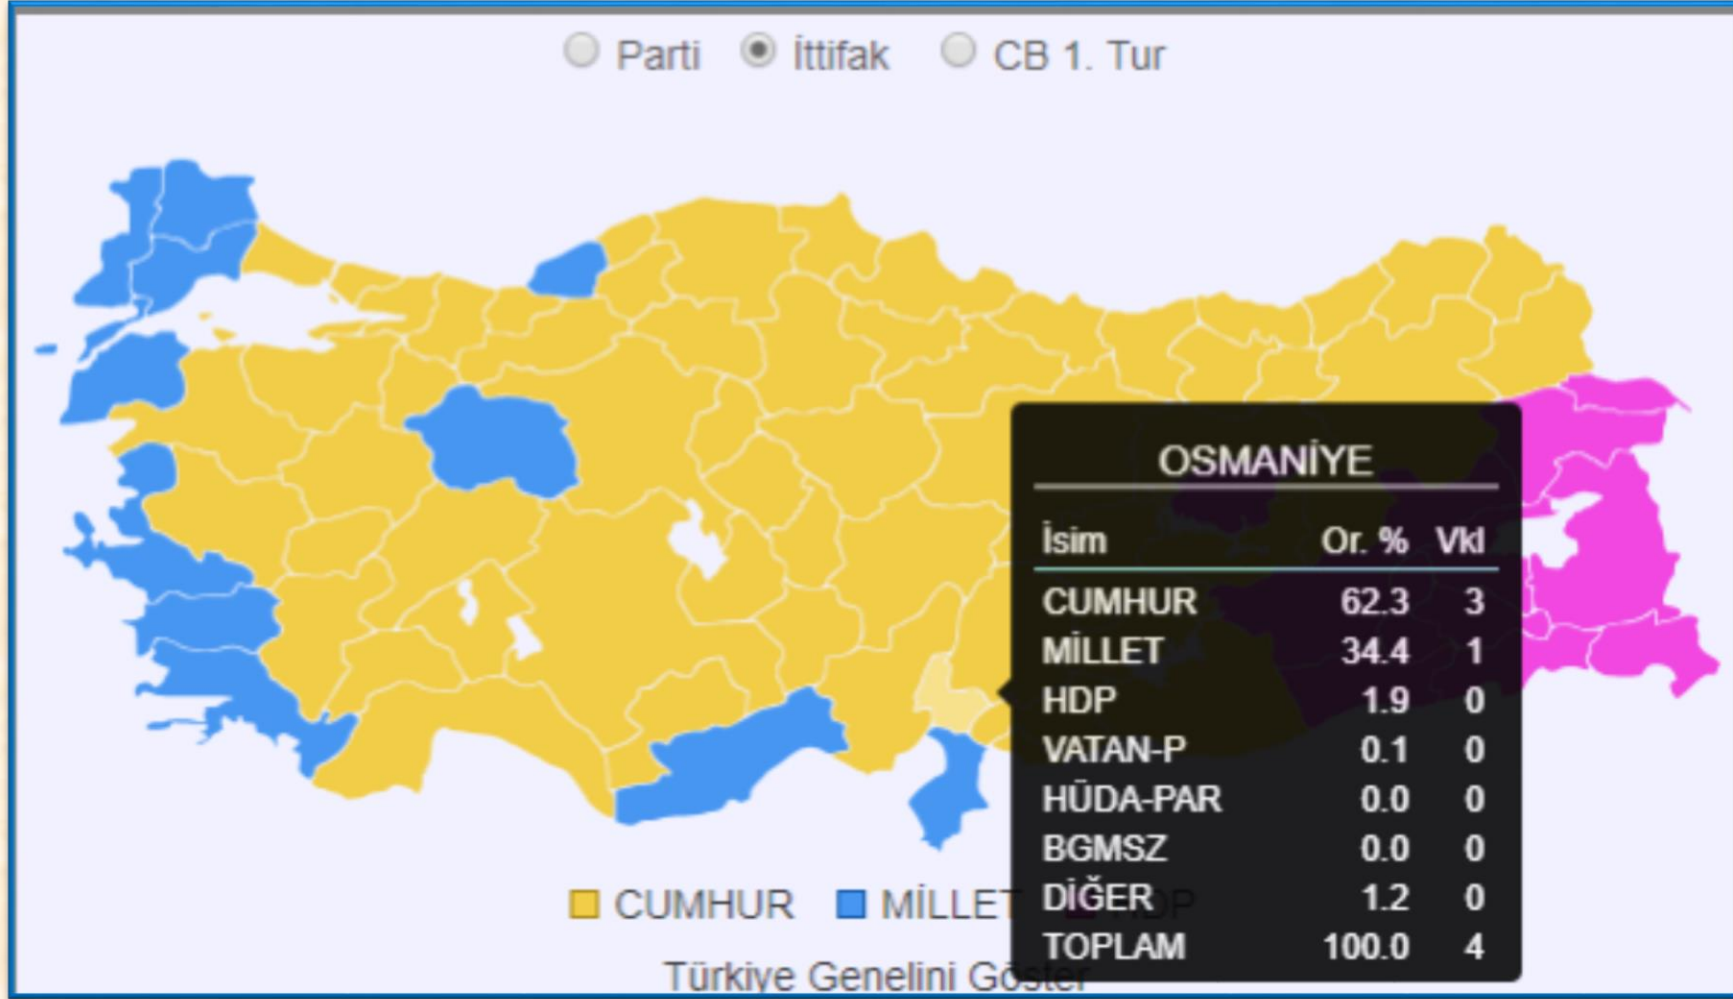 Parti İttifak CB 1. Tur
OSMANİYE
İsim Or. % Vkl
CUMHUR 62.3 3
MİLLET 34.4 1
HDP 1.9 0
VATAN-P 0.1 0
HÜDA-PAR 0.0 0
BGMSZ 0.0 0
DİĞER 1.2 0
TOPLAM 100.0 4
CUMHUR MİLLET HDP
Türkiye Genelini Göster